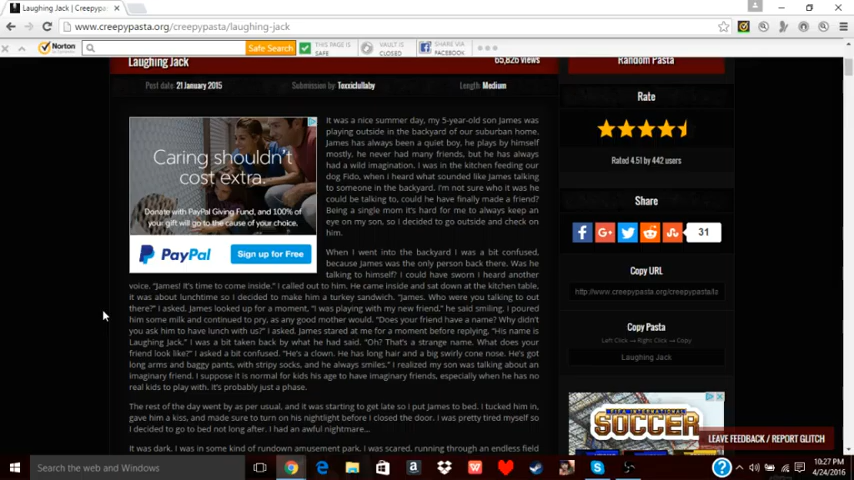 Laughing Jack | Creepypasta
www.creepypasta.org/creepypasta/laughing-jack
Norton
Safe Search
THIS PAGE IS
SAFE
VAULT IS
CLOSED
SHARE VIA
FACEBOOK
Laughing Jack
65,826 views
Random Pasta
Post date: 21 January 2015
Submission by: Toxxicllullaby
Length: Medium
Rate
Rated 4.51 by 442 users
Share
31
Copy URL
http://www.creepypasta.org/creepypasta/la
Copy Pasta
Left Click → Right Click → Copy
Laughing Jack
Caring shouldn't
cost extra.
Donate with PayPal Giving Fund, and 100% of
your gift will go to the cause of your choice.
PayPal
Sign up for Free
It was a nice summer day, my 5-year-old son James was
playing outside in the backyard of our suburban home.
James has always been a quiet boy, he plays by himself
mostly, he never had many friends, but he has always
had a wild imagination. I was in the kitchen feeding our
dog Fido, when I heard what sounded like James talking
to someone in the backyard. I'm not sure who it was he
could be talking to, could he have finally made a friend?
Being a single mom it's hard for me to always keep an
eye on my son, so I decided to go outside and check on
him.
When I went into the backyard I was a bit confused,
because James was the only person back there. Was he
talking to himself? I could have sworn I heard another
voice. "James! It's time to come inside." I called out to him. He came inside and sat down at the kitchen table,
it was about lunchtime so I decided to make him a turkey sandwich. "James. Who were you talking to out
there?" I asked. James looked up for a moment, "I was playing with my new friend." he said smiling. I poured
him some milk and continued to pry, as any good mother would. "Does your friend have a name? Why didn't
you ask him to have lunch with us?" I asked. James stared at me for a moment before replying. "His name is
Laughing Jack." I was a bit taken back by what he had said. "Oh? That's a strange name. What does your
friend look like?" I asked a bit confused. "He's a clown. He has long hair and a big swirly cone nose. He's got
long arms and baggy pants, with stripy socks, and he always smiles." I realized my son was talking about an
imaginary friend. I suppose it is normal for kids his age to have imaginary friends, especially when he has no
real kids to play with. It's probably just a phase.
The rest of the day went by as per usual, and it was starting to get late so i put James to bed. I tucked him in,
gave him a kiss, and made sure to turn on his nightlight before I closed the door. I was pretty tired myself so
I decided to go to bed not long after. I had an awful nightmare...
It was dark. I was in some kind of rundown amusement park. I was scared, running through an endless field
FIFA INTERNATIONAL
SOCCER
LEAVE FEEDBACK / REPORT GLITCH
Search the web and Windows
10:27 PM
4/24/2016